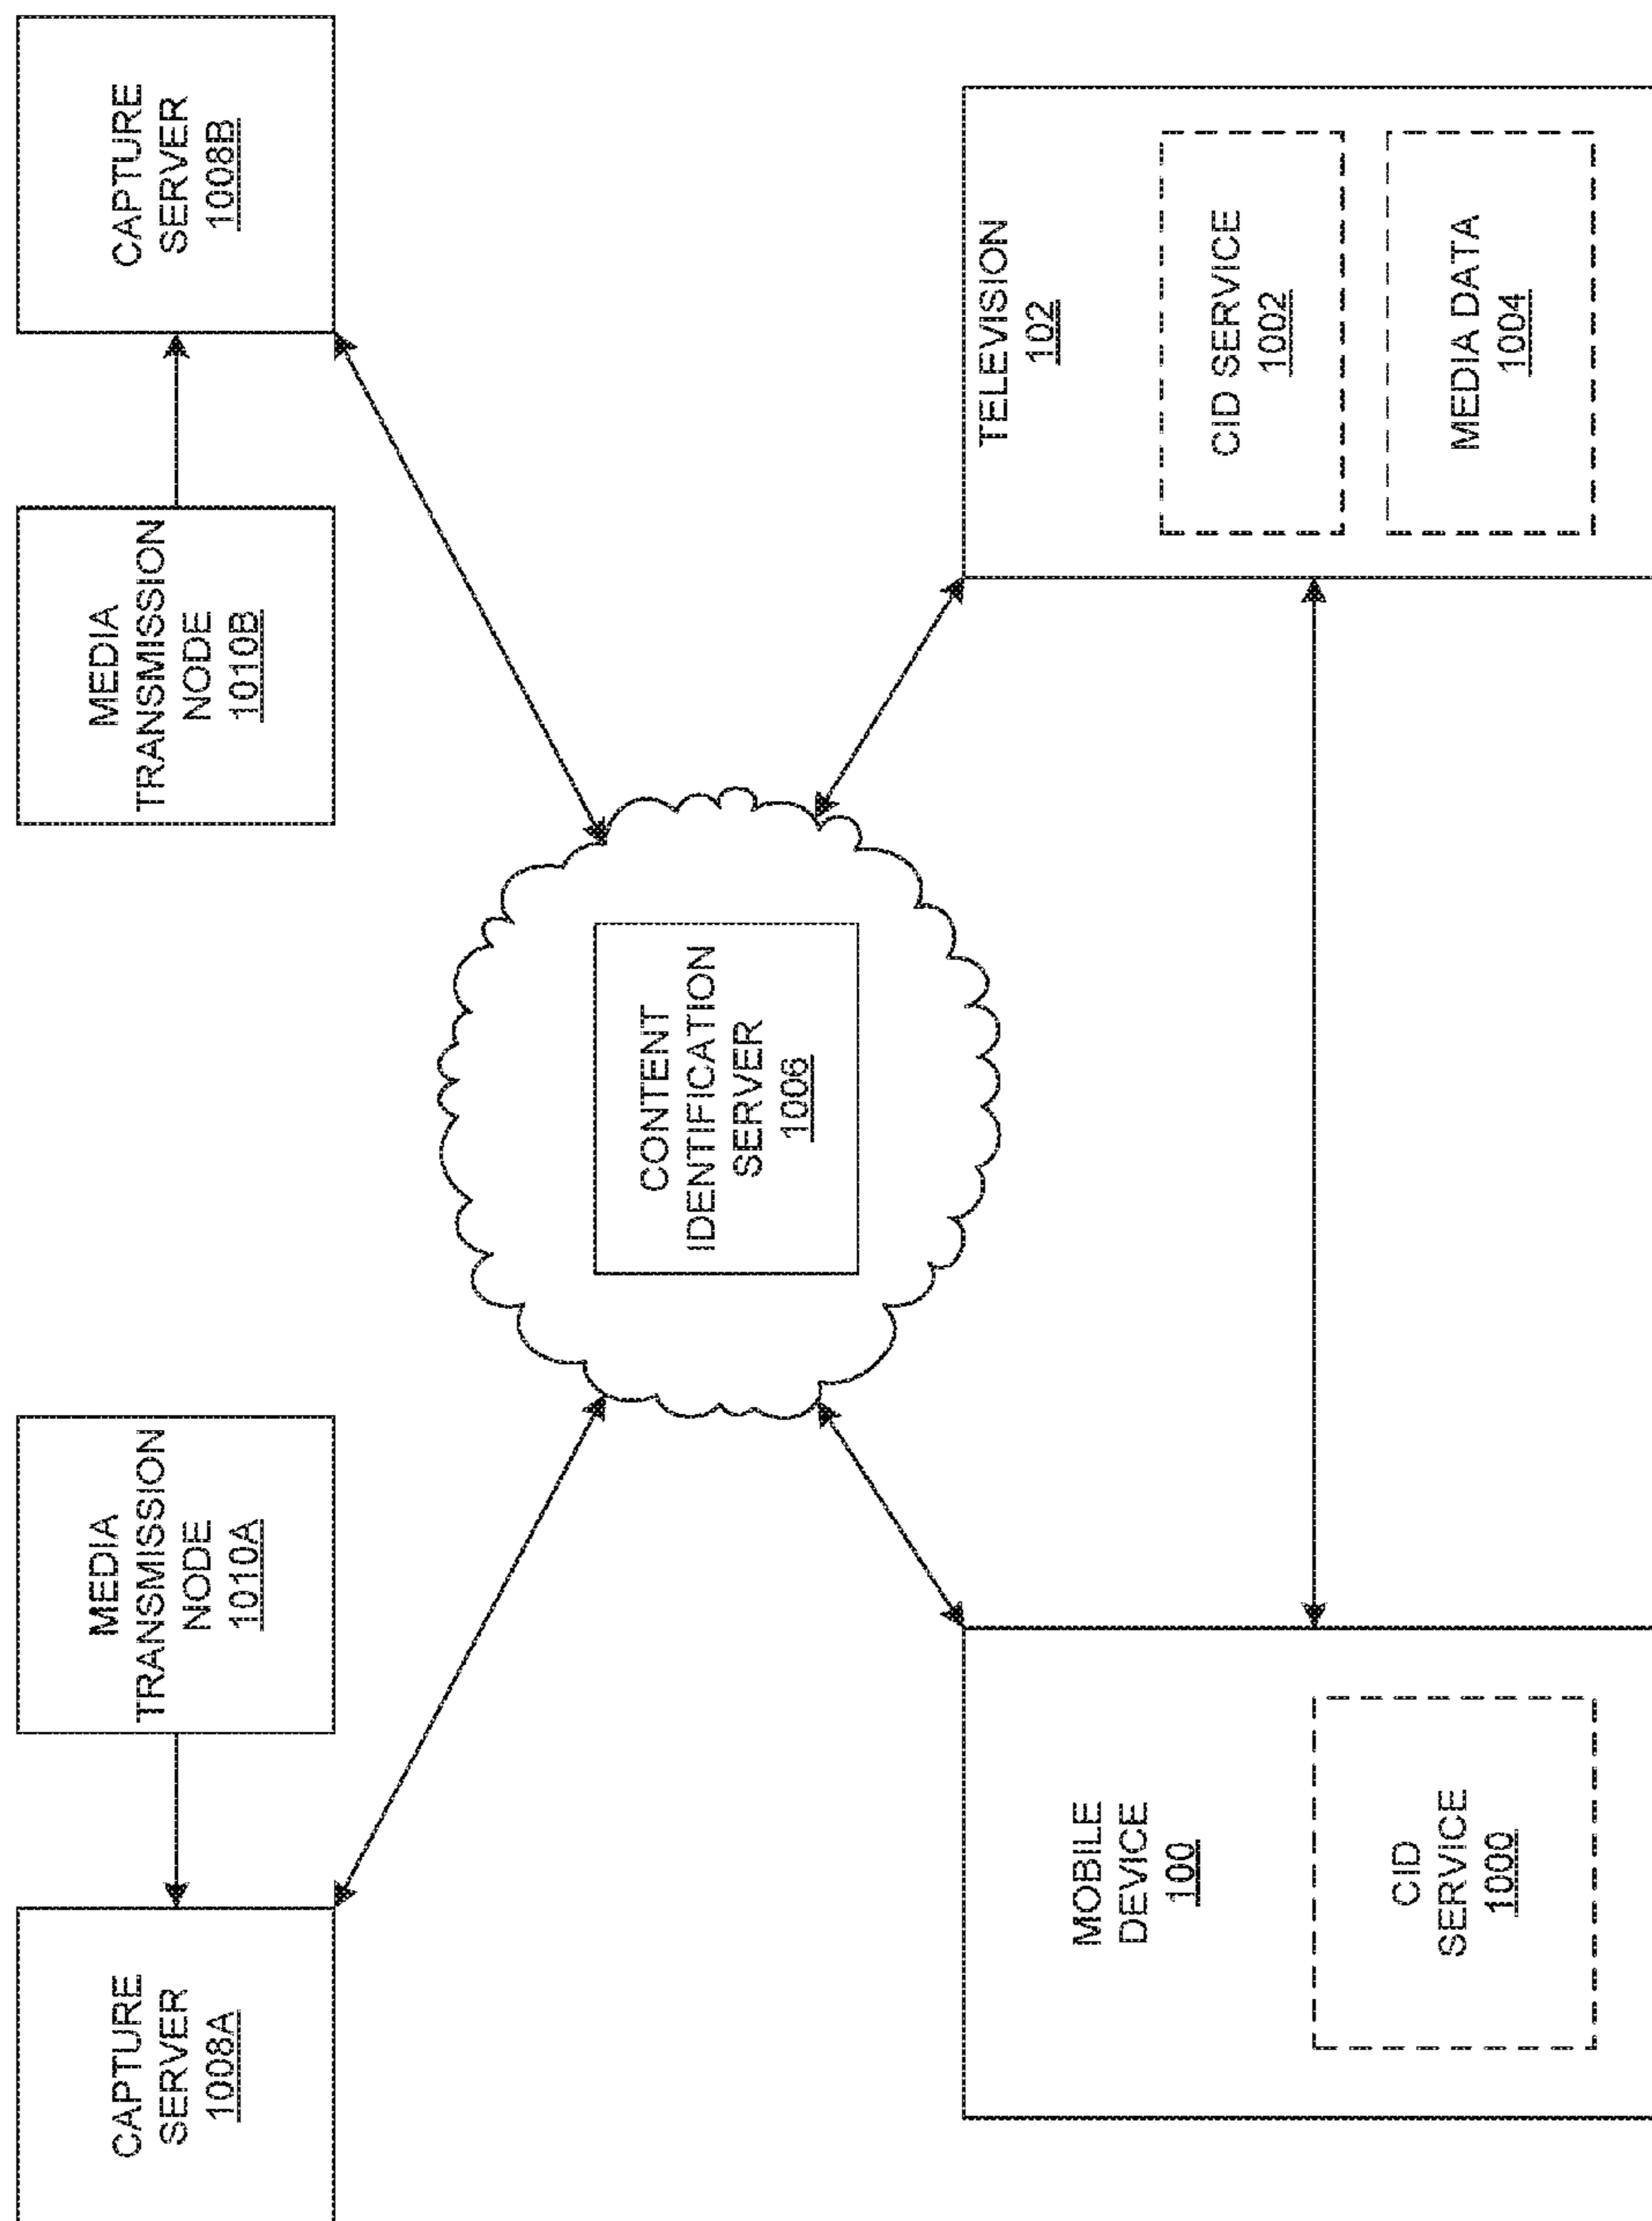 CAPTURE
SERVER
1008A
MEDIA
TRANSMISSION
NODE
1010A
MEDIA
TRANSMISSION
NODE
1010B
CAPTURE
SERVER
1008B
CONTENT
IDENTIFICATION
SERVER
1006
MOBILE
DEVICE
100
CID
SERVICE
1000
TELEVISION
102
CID SERVICE
1002
MEDIA DATA
1004